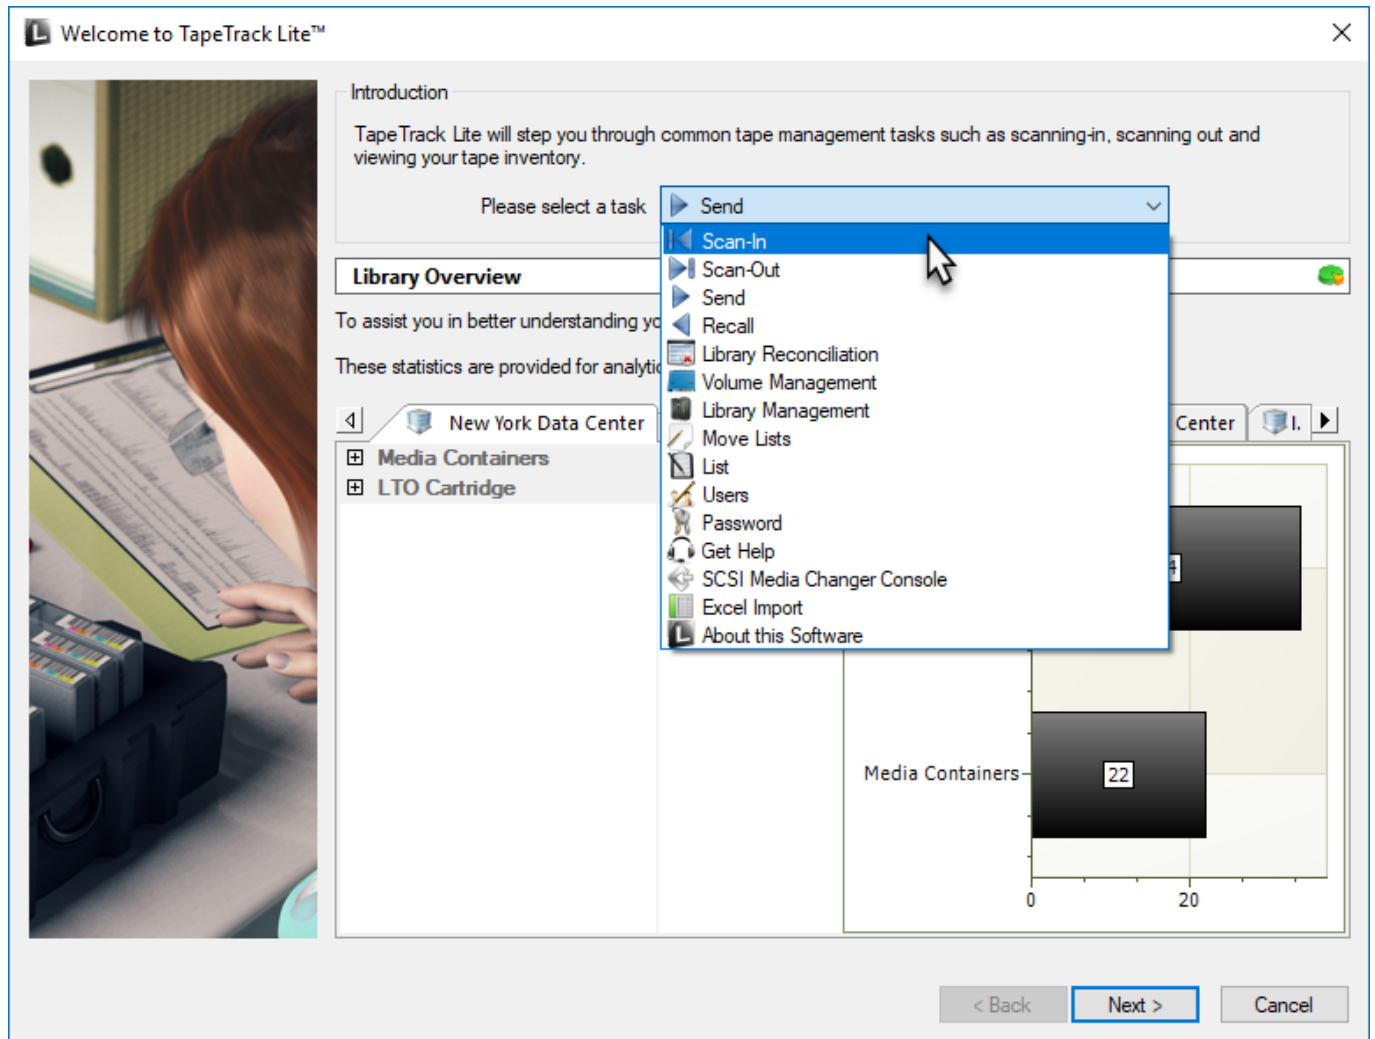 Welcome to TapeTrack Lite™
Introduction
TapeTrack Lite will step you through common tape management tasks such as scanning-in, scanning out and
viewing your tape inventory.
Please select a task
Send
Scan-In
Scan-Out
Send
Recall
Library Reconciliation
Volume Management
Library Management
Move Lists
List
Users
Password
Get Help
SCSI Media Changer Console
Excel Import
About this Software
Library Overview
To assist you in better understanding
These statistics are provided for
New York Data Center
Center
Media Containers
LTO Cartridge
Media Containers
22
0
20
< Back
Next >
Cancel